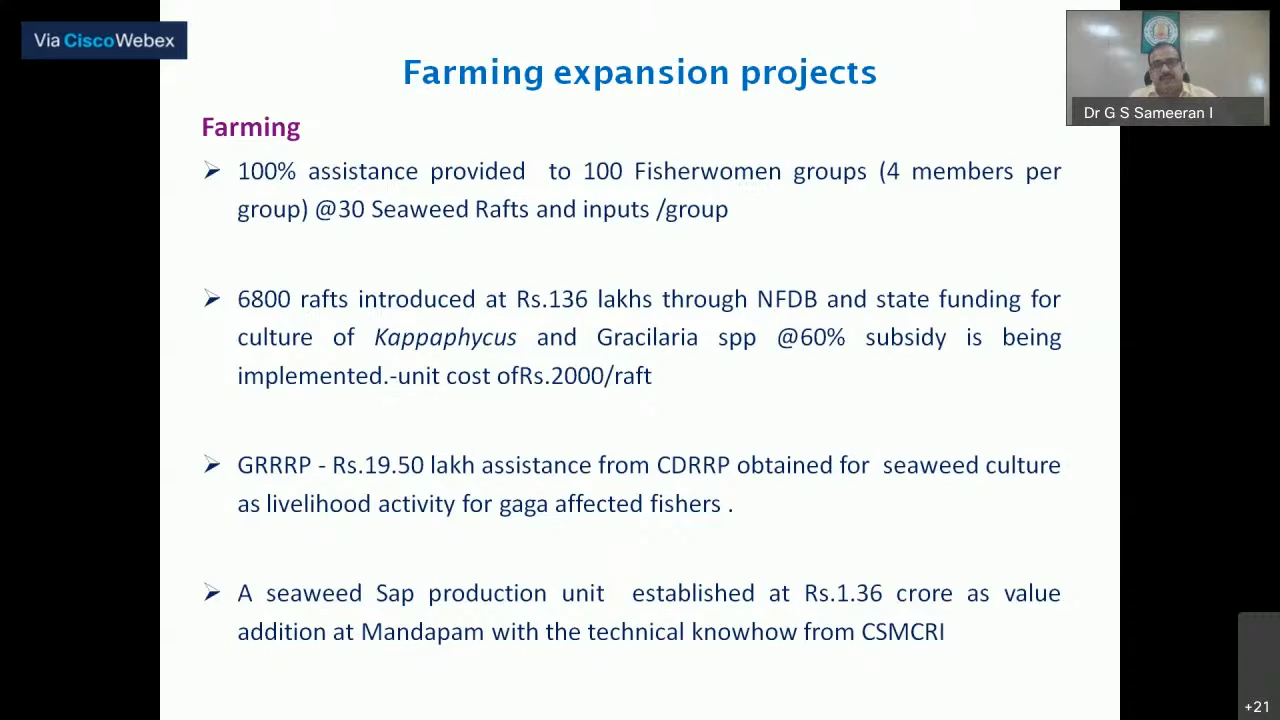 Via CiscoWebex
Farming expansion projects
Dr G S Sameeran I
Farming
➢ 100% assistance provided to 100 Fisherwomen groups (4 members per
group) @30 Seaweed Rafts and inputs /group
➢ 6800 rafts introduced at Rs.136 lakhs through NFDB and state funding for
culture of Kappaphycus and Gracilaria spp @60% subsidy is being
implemented.-unit cost ofRs.2000/raft
➢ GRRRP - Rs.19.50 lakh assistance from CDRRP obtained for seaweed culture
as livelihood activity for gaga affected fishers .
➢ A seaweed Sap production unit established at Rs.1.36 crore as value
addition at Mandapam with the technical knowhow from CSMCRI
+21